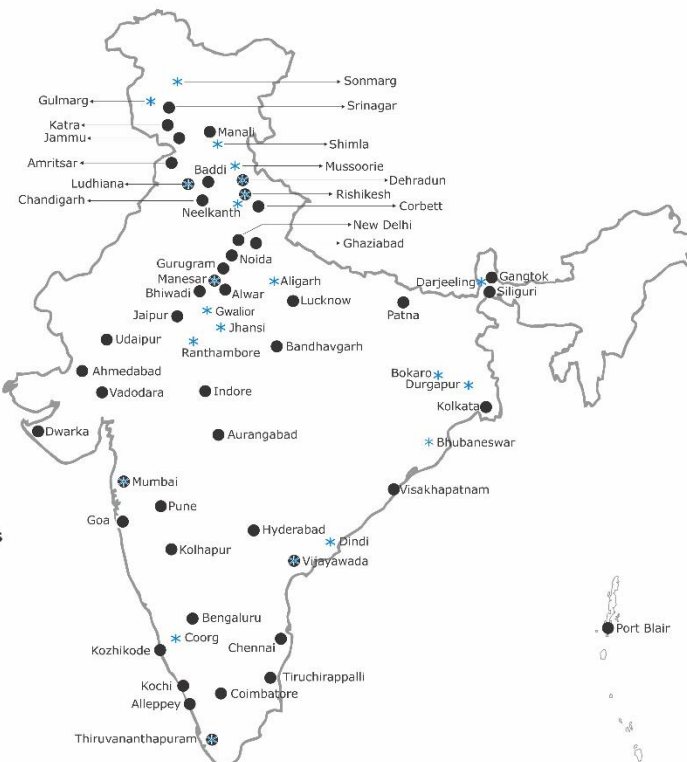 Sonmarg
Gulmarg
Srinagar
Katra
Manali
Jammu
Shimla
Amritsar
Mussoorie
Baddi
Dehradun
Ludhiana
Rishikesh
Chandigarh
Corbett
Neelkanth
New Delhi
Ghaziabad
Noida
Gurugram
Manesar
Aligarh
Darjeeling
Gangtok
Bhiwadi
Alwar
Siliguri
Lucknow
Patna
Jaipur
Gwalior
Jhansi
Udaipur
Ranthambore
Bandhavgarh
Ahmedabad
Bokaro
Durgapur
Vadodara
Indore
Kolkata
Dwarka
Aurangabad
Bhubaneswar
Mumbai
Visakhapatnam
Pune
Goa
Hyderabad
s
Dindi
Kolhapur
Vijayawada
Bengaluru
Port Blair
Coorg
Chennai
Kozhikode
Tiruchirappalli
Kochi
Coimbatore
Alleppey
Thiruvananthapuram